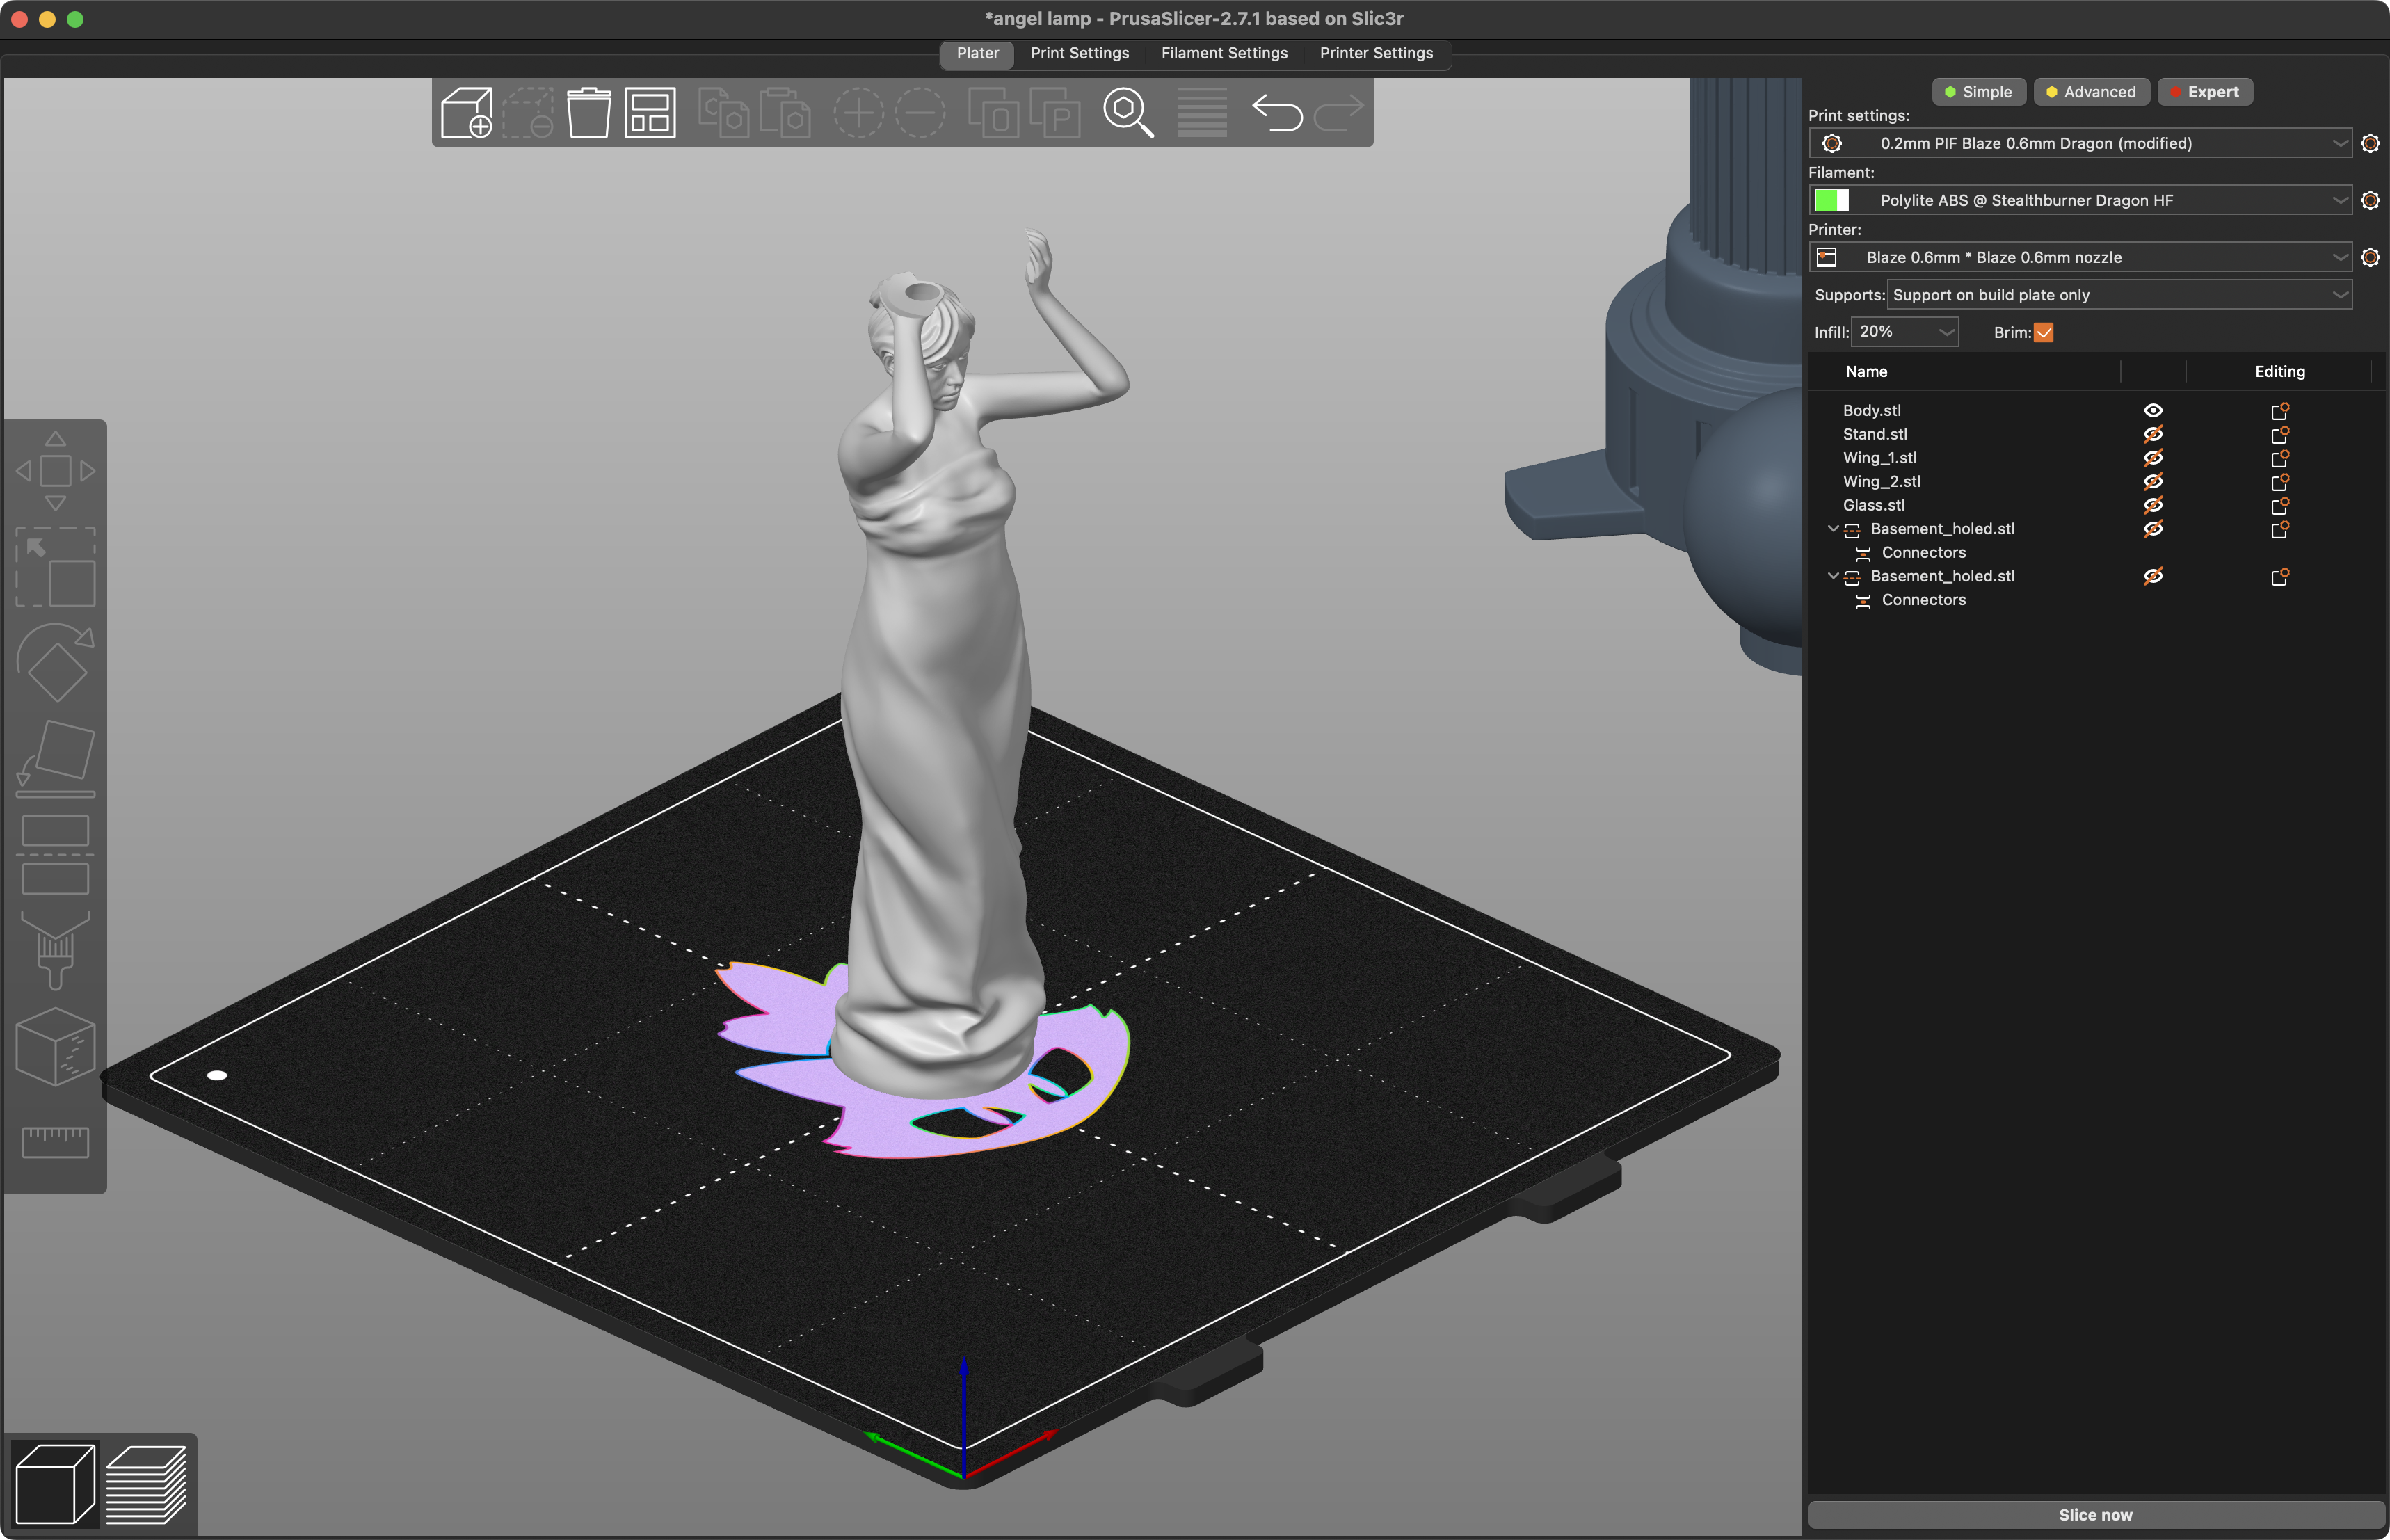 *angel lamp - PrusaSlicer-2.7.1 based on Slic3r
Plater Print Settings Filament Settings Printer Settings
Simple Advanced Expert
Print settings:
0.2mm PIF Blaze 0.6mm Dragon (modified)
Filament:
Polylite ABS @ Stealthburner Dragon HF
Printer:
Blaze 0.6mm * Blaze 0.6mm nozzle
Supports: Support on build plate only
Infill: 20% Brim:
Name Editing
Body.stl
Stand.stl
Wing_1.stl
Wing_2.stl
Glass.stl
Basement_holed.stl
Connectors
Basement_holed.stl
Connectors
O P
Slice now